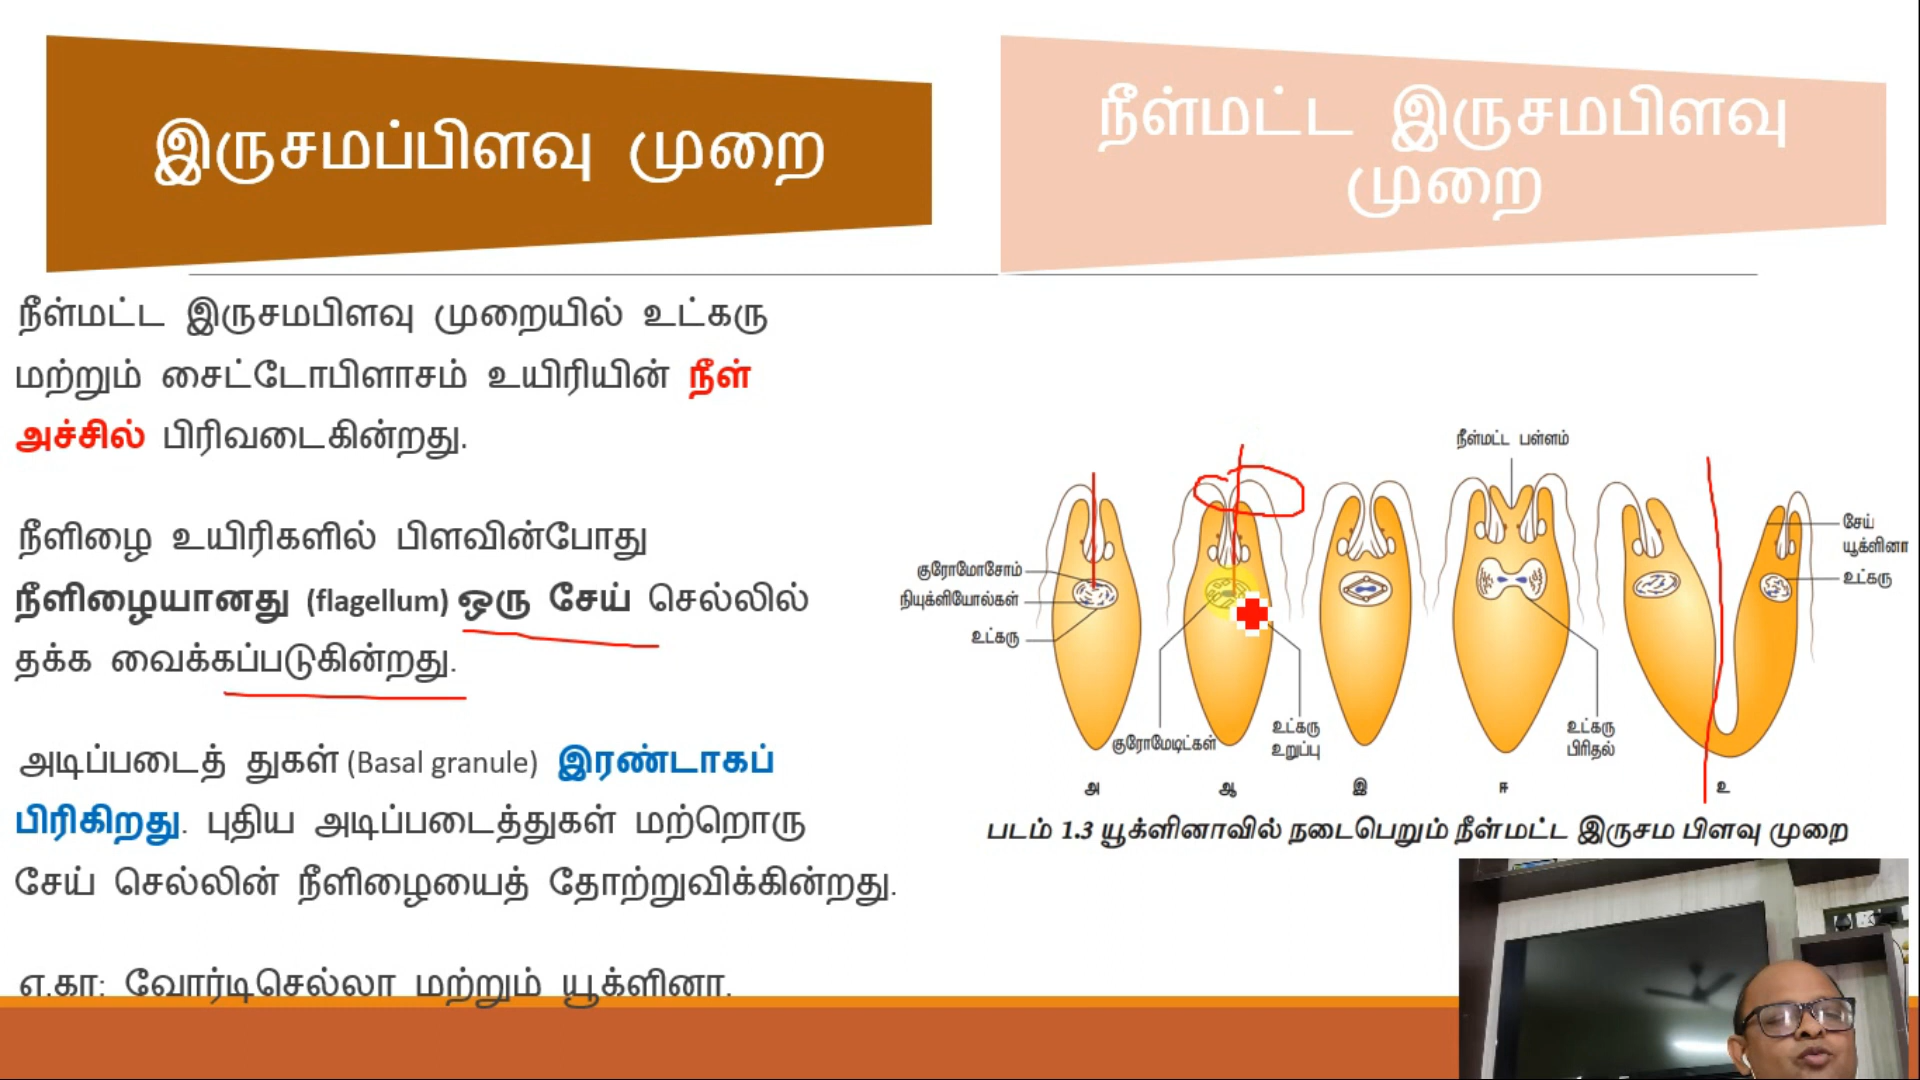 இருசமப்பிளவு முறை
நீள்மட்ட இருசமபிளவு
முறை
நீள்மட்ட இருசமபிளவு முறையில் உட்கரு
மற்றும் சைட்டோபிளாசம் உயிரியின் நீள்
அச்சில் பிரிவடைகின்றது.
நீளிழை உயிரிகளில் பிளவின்போது
நீளிழையானது (flagellum) ஒரு சேய் செல்லில்
தக்க வைக்கப்படுகின்றது.
அடிப்படைத் துகள் (Basal granule) இரண்டாகப்
பிரிகிறது. புதிய அடிப்படைத்துகள் மற்றொரு
சேய் செல்லின் நீளிழையைத் தோற்றுவிக்கின்றது.
எ.கா: வோர்டிசெல்லா மற்றும் யூக்ளினா.
நீள்மட்ட பள்ளம்
குரோமோசோம்
நியுக்ளியோல்கள்
உட்கரு
சேய்
யூக்ளினா
உட்கரு
குரோமேடிட்கள்
உட்கரு
உறுப்பு
உட்கரு
பிரிதல்
அ ஆ இ ஈ உ
படம் 1.3 யூக்ளினாவில் நடைபெறும் நீள்மட்ட இருசம பிளவு முறை